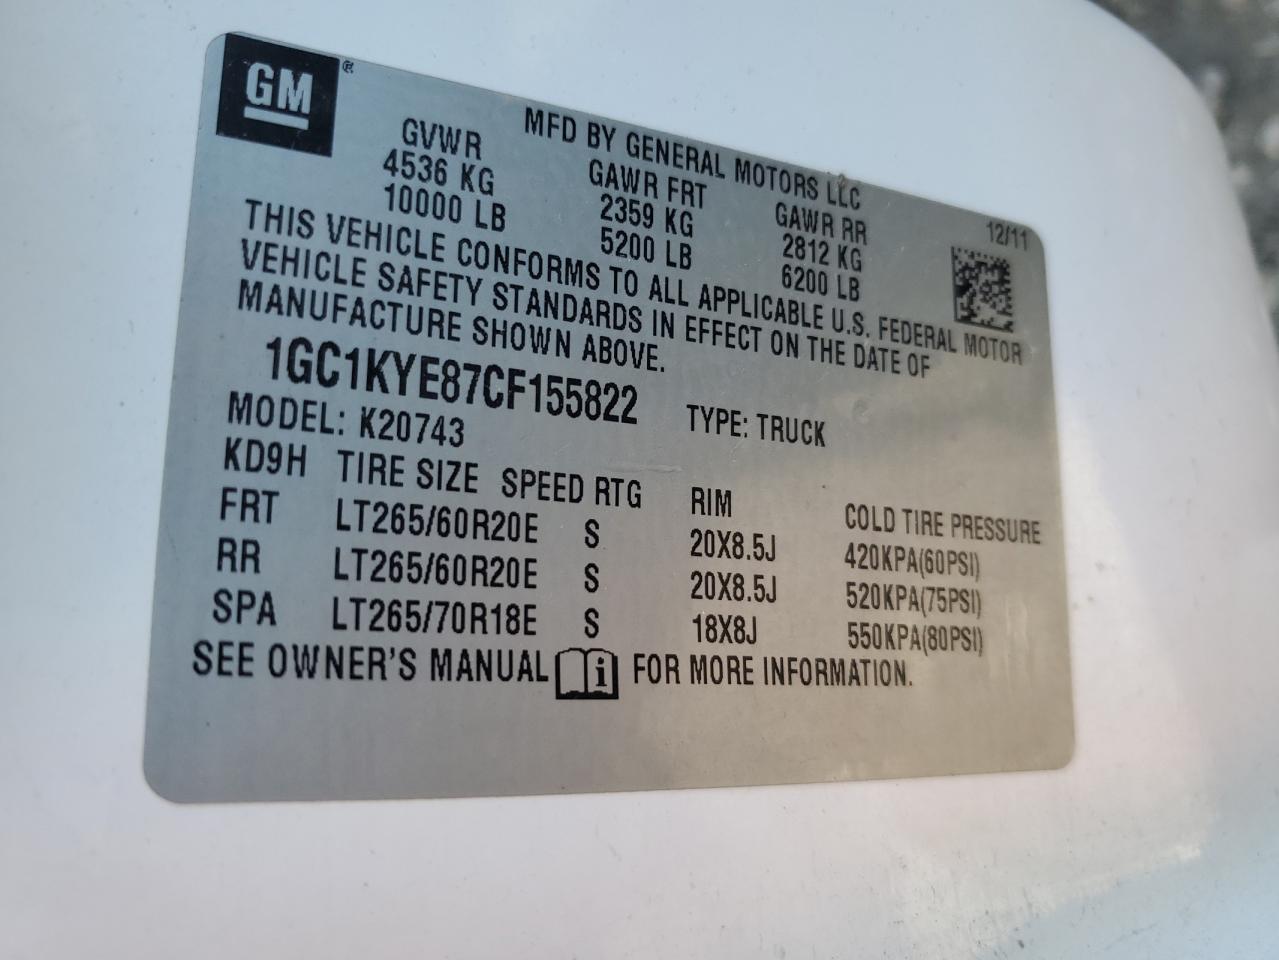 GM®
MFD BY GENERAL MOTORS LLC
GVWR GAWR FRT GAWR RR 12/11
4536 KG 2359 KG 2812 KG
10000 LB 5200 LB 6200 LB
THIS VEHICLE CONFORMS TO ALL APPLICABLE U.S. FEDERAL MOTOR
VEHICLE SAFETY STANDARDS IN EFFECT ON THE DATE OF
MANUFACTURE SHOWN ABOVE.
1GC1KYE87CF155822 TYPE: TRUCK
MODEL: K20743
KD9H TIRE SIZE SPEED RTG RIM COLD TIRE PRESSURE
FRT LT265/60R20E S 20X8.5J 420KPA(60PSI)
RR LT265/60R20E S 20X8.5J 520KPA(75PSI)
SPA LT265/70R18E S 18X8J 550KPA(80PSI)
SEE OWNER'S MANUAL i FOR MORE INFORMATION.